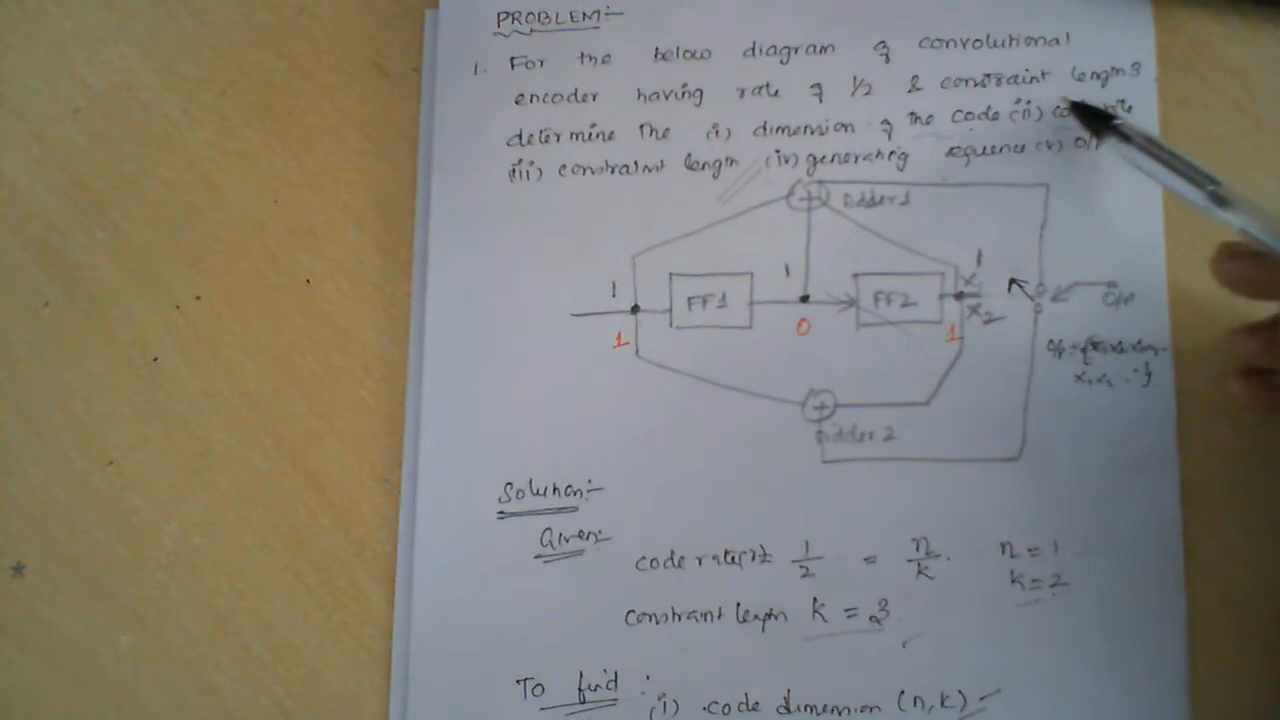 PROBLEM:-
1. For the below diagram of convolutional
encoder having rate of 1/2 & constraint length 3
determine the (i) dimension of the code (ii) code
(iii) constraint length (iv) generating sequence (v) O/P
Adder 1
1 1 1
FF1 FF2
X1
X2
O/P
1 0 1
Adder 2
Solution:-
Given:-
code rate(r) = 1/2 = n/k. n = 1
k = 2
constraint length K = 3
To find:
(i) code dimension (n, k)